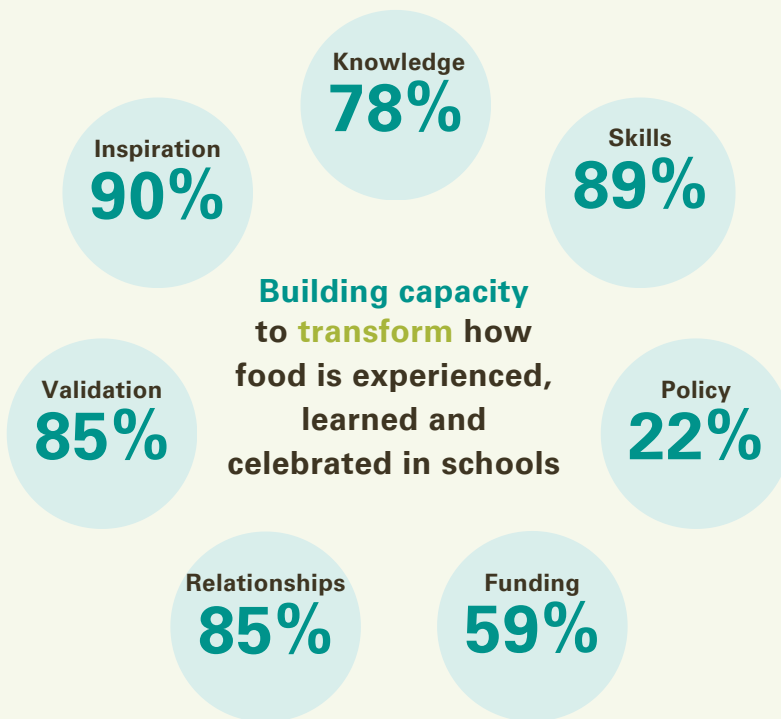 Knowledge
78%
Skills
89%
Inspiration
90%
Building capacity
to transform how
food is experienced,
learned and
celebrated in schools
Validation
85%
Policy
22%
Relationships
85%
Funding
59%